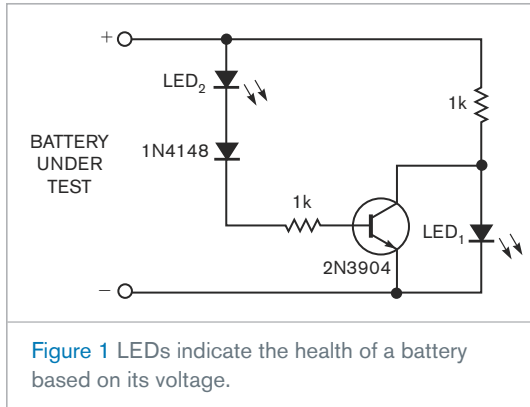 +
LED2
1k
BATTERY
UNDER
TEST
1N4148
1k
LED1
2N3904
–
Figure 1 LEDs indicate the health of a battery
based on its voltage.